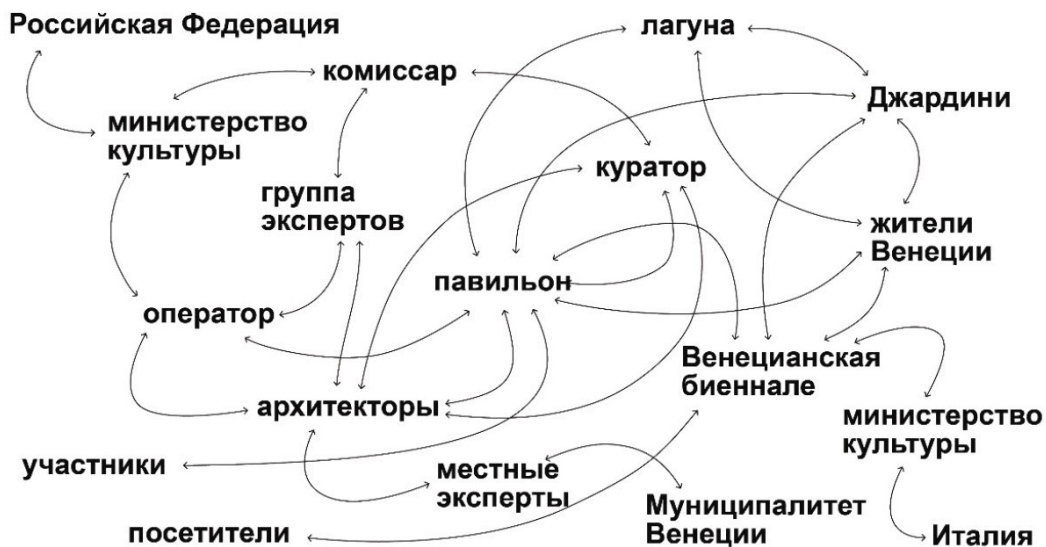 Российская Федерация
лагуна
комиссар
Джардини
министерство
культуры
куратор
группа
экспертов
жители
Венеции
павильон
оператор
Венецианская
биеннале
архитекторы
министерство
культуры
участники
местные
эксперты
Муниципалитет
Венеции
посетители
Италия